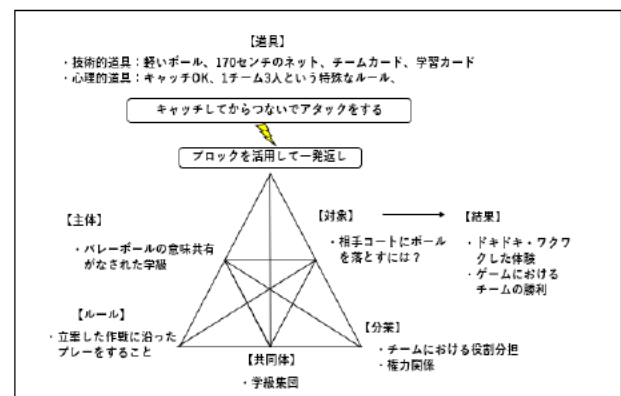 【道具】
・技術的道具：軽いボール、170センチのネット、チームカード、学習カード
・心理的道具：キャッチOK、1チーム3人という特殊なルール、
キャッチしてからつないでアタックをする
ブロックを活用して一発返し
【主体】
・バレーボールの意味共有
がなされた学級
【対象】
・相手コートにボール
を落とすには？
【結果】
・ドキドキ・ワクワ
クした体験
・ゲームにおける
チームの勝利
【ルール】
・立案した作戦に沿った
プレーをすること
【共同体】
・学級集団
【分業】
・チームにおける役割分担
・権力関係